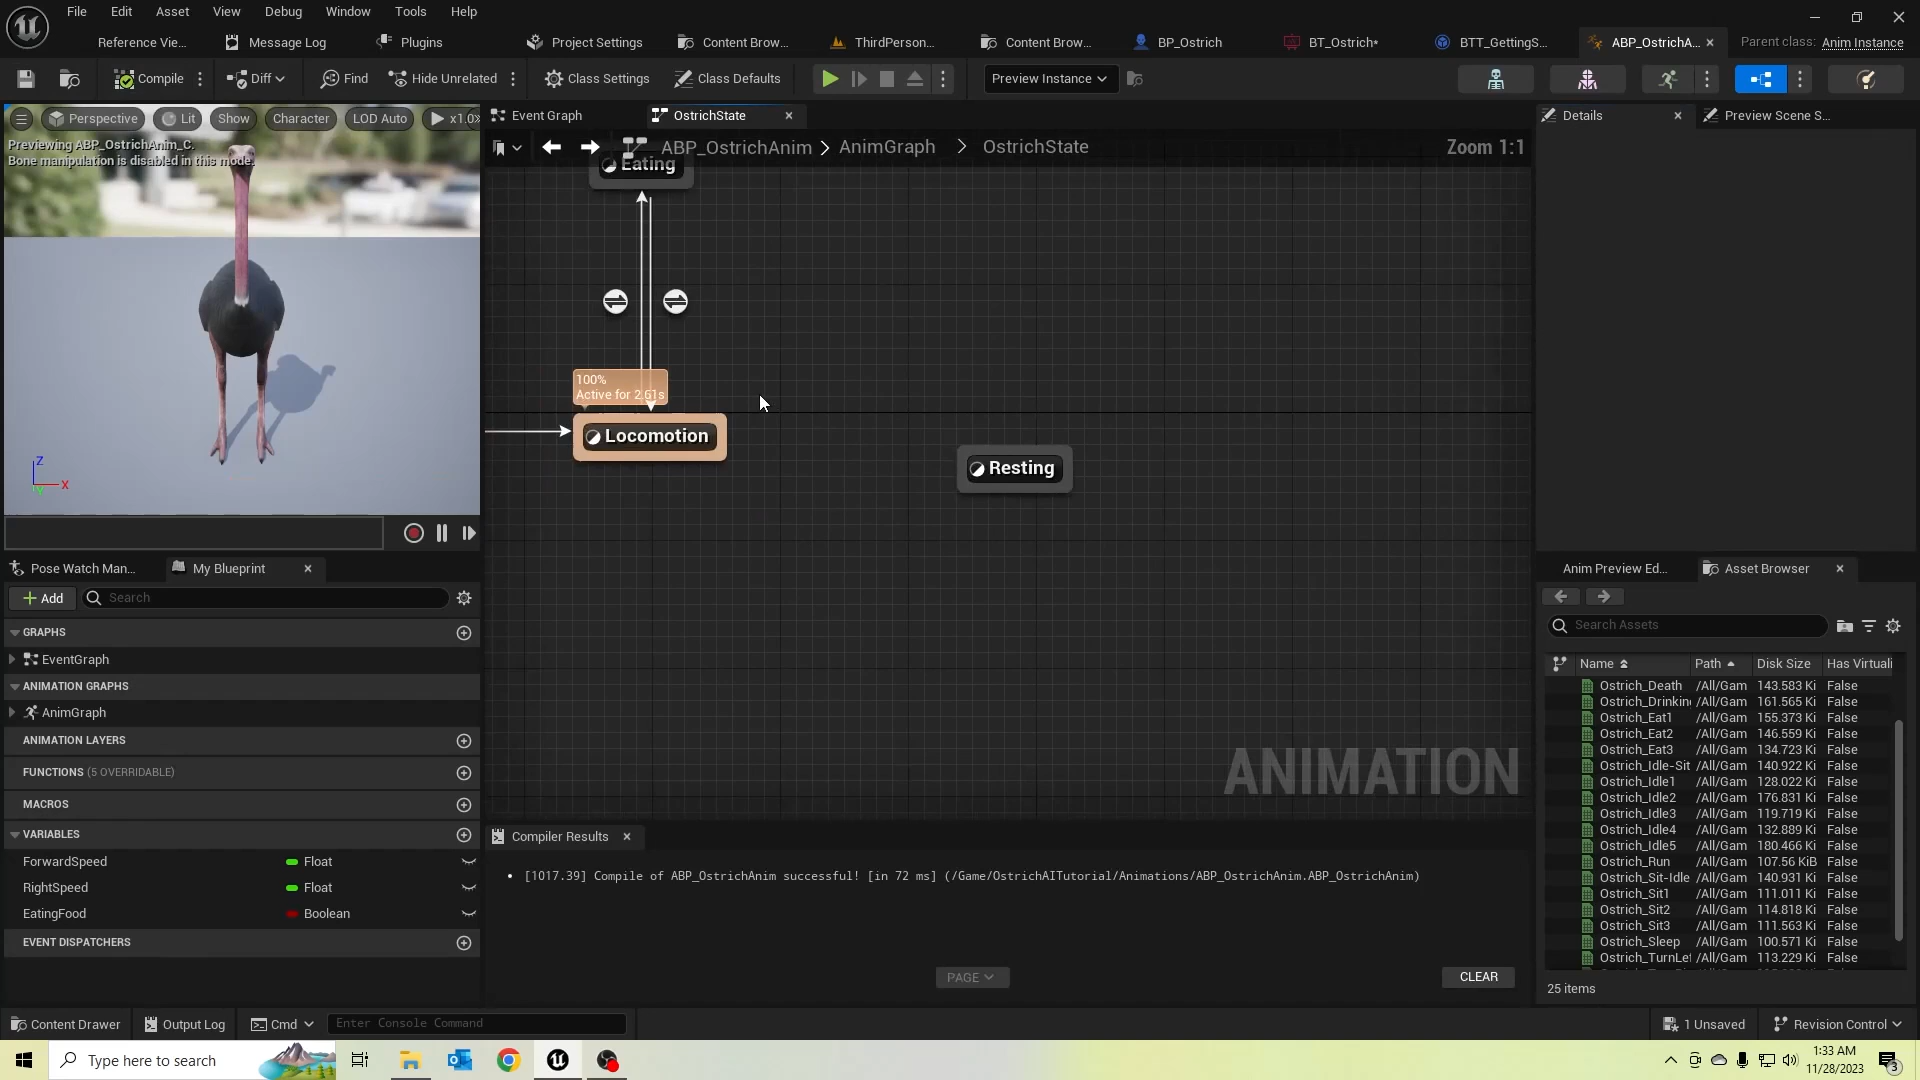 File Edit Asset View Debug Window Tools Help
Reference Vie... Message Log Plugins Project Settings Content Brow... ThirdPerson... Content Brow... BP_Ostrich BT_Ostrich* BTT_GettingS... ABP_OstrichA... Parent class: Anim Instance
Compile Diff Find Hide Unrelated Class Settings Class Defaults Preview Instance
Perspective Lit Show Character LOD Auto x1.0
Previewing ABP_OstrichAnim_C.
Bone manipulation is disabled in this mode.
Z
X
Y
Event Graph OstrichState
ABP_OstrichAnim > AnimGraph > OstrichState Zoom 1:1
Eating
100%
Active for 2.61s
Locomotion
Resting
ANIMATION
Details Preview Scene S...
Pose Watch Man... My Blueprint
+ Add Search
GRAPHS
EventGraph
ANIMATION GRAPHS
AnimGraph
ANIMATION LAYERS
FUNCTIONS (5 OVERRIDABLE)
MACROS
VARIABLES
ForwardSpeed Float
RightSpeed Float
EatingFood Boolean
EVENT DISPATCHERS
Compiler Results
• [1017.39] Compile of ABP_OstrichAnim successful! [in 72 ms] (/Game/OstrichAITutorial/Animations/ABP_OstrichAnim.ABP_OstrichAnim)
PAGE CLEAR
Anim Preview Ed... Asset Browser
Search Assets
Name Path Disk Size Has Virtuali
Ostrich_Death /All/Gam 143.583 Ki False
Ostrich_Drinkin /All/Gam 161.565 Ki False
Ostrich_Eat1 /All/Gam 155.373 Ki False
Ostrich_Eat2 /All/Gam 146.559 Ki False
Ostrich_Eat3 /All/Gam 134.723 Ki False
Ostrich_Idle-Sit /All/Gam 140.922 Ki False
Ostrich_Idle1 /All/Gam 128.022 Ki False
Ostrich_Idle2 /All/Gam 176.831 Ki False
Ostrich_Idle3 /All/Gam 119.719 Ki False
Ostrich_Idle4 /All/Gam 132.889 Ki False
Ostrich_Idle5 /All/Gam 180.466 Ki False
Ostrich_Run /All/Gam 107.56 KiB False
Ostrich_Sit-Idle /All/Gam 140.931 Ki False
Ostrich_Sit1 /All/Gam 111.011 Ki False
Ostrich_Sit2 /All/Gam 114.818 Ki False
Ostrich_Sit3 /All/Gam 111.563 Ki False
Ostrich_Sleep /All/Gam 100.571 Ki False
Ostrich_TurnLef /All/Gam 113.229 Ki False
25 items
Content Drawer Output Log Cmd Enter Console Command 1 Unsaved Revision Control
Type here to search 1:33 AM
11/28/2023 3